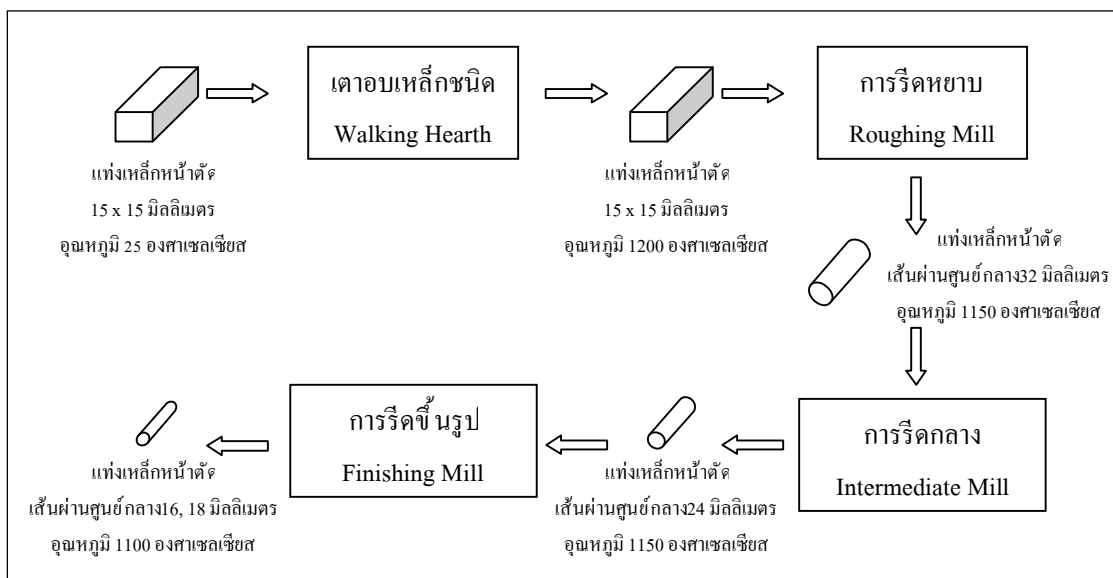 เตาอบเหล็กชนิด
Walking Hearth
การรีดหยาบ
Roughing Mill
แท่งเหล็กหน้าตัด
15 x 15 มิลลิเมตร
อุณหภูมิ 25 องศาเซลเซียส
แท่งเหล็กหน้าตัด
15 x 15 มิลลิเมตร
อุณหภูมิ 1200 องศาเซลเซียส
แท่งเหล็กหน้าตัด
เส้นผ่านศูนย์กลาง32 มิลลิเมตร
อุณหภูมิ 1150 องศาเซลเซียส
การรีดกลาง
Intermediate Mill
แท่งเหล็กหน้าตัด
เส้นผ่านศูนย์กลาง24 มิลลิเมตร
อุณหภูมิ 1150 องศาเซลเซียส
การรีดขึ้นรูป
Finishing Mill
แท่งเหล็กหน้าตัด
เส้นผ่านศูนย์กลาง16, 18 มิลลิเมตร
อุณหภูมิ 1100 องศาเซลเซียส